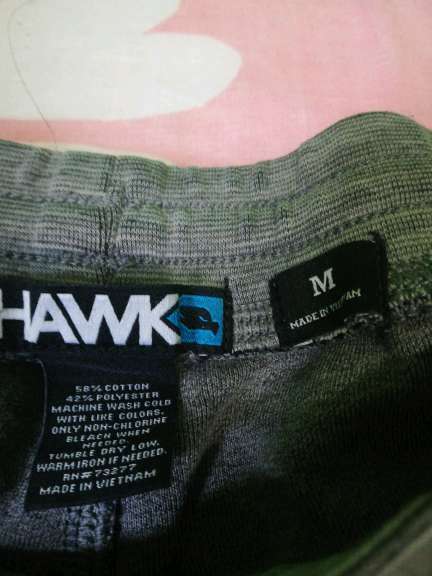 HAWK
M
MADE IN
58% COTTON
42% POLYESTER
MACHINE WASH COLD
WITH LIKE COLORS.
ONLY NON-CHLORINE
BLEACH WHEN
NEEDED.
TUMBLE DRY LOW.
WARM IRON IF NEEDED.
RN# 73277
MADE IN VIETNAM